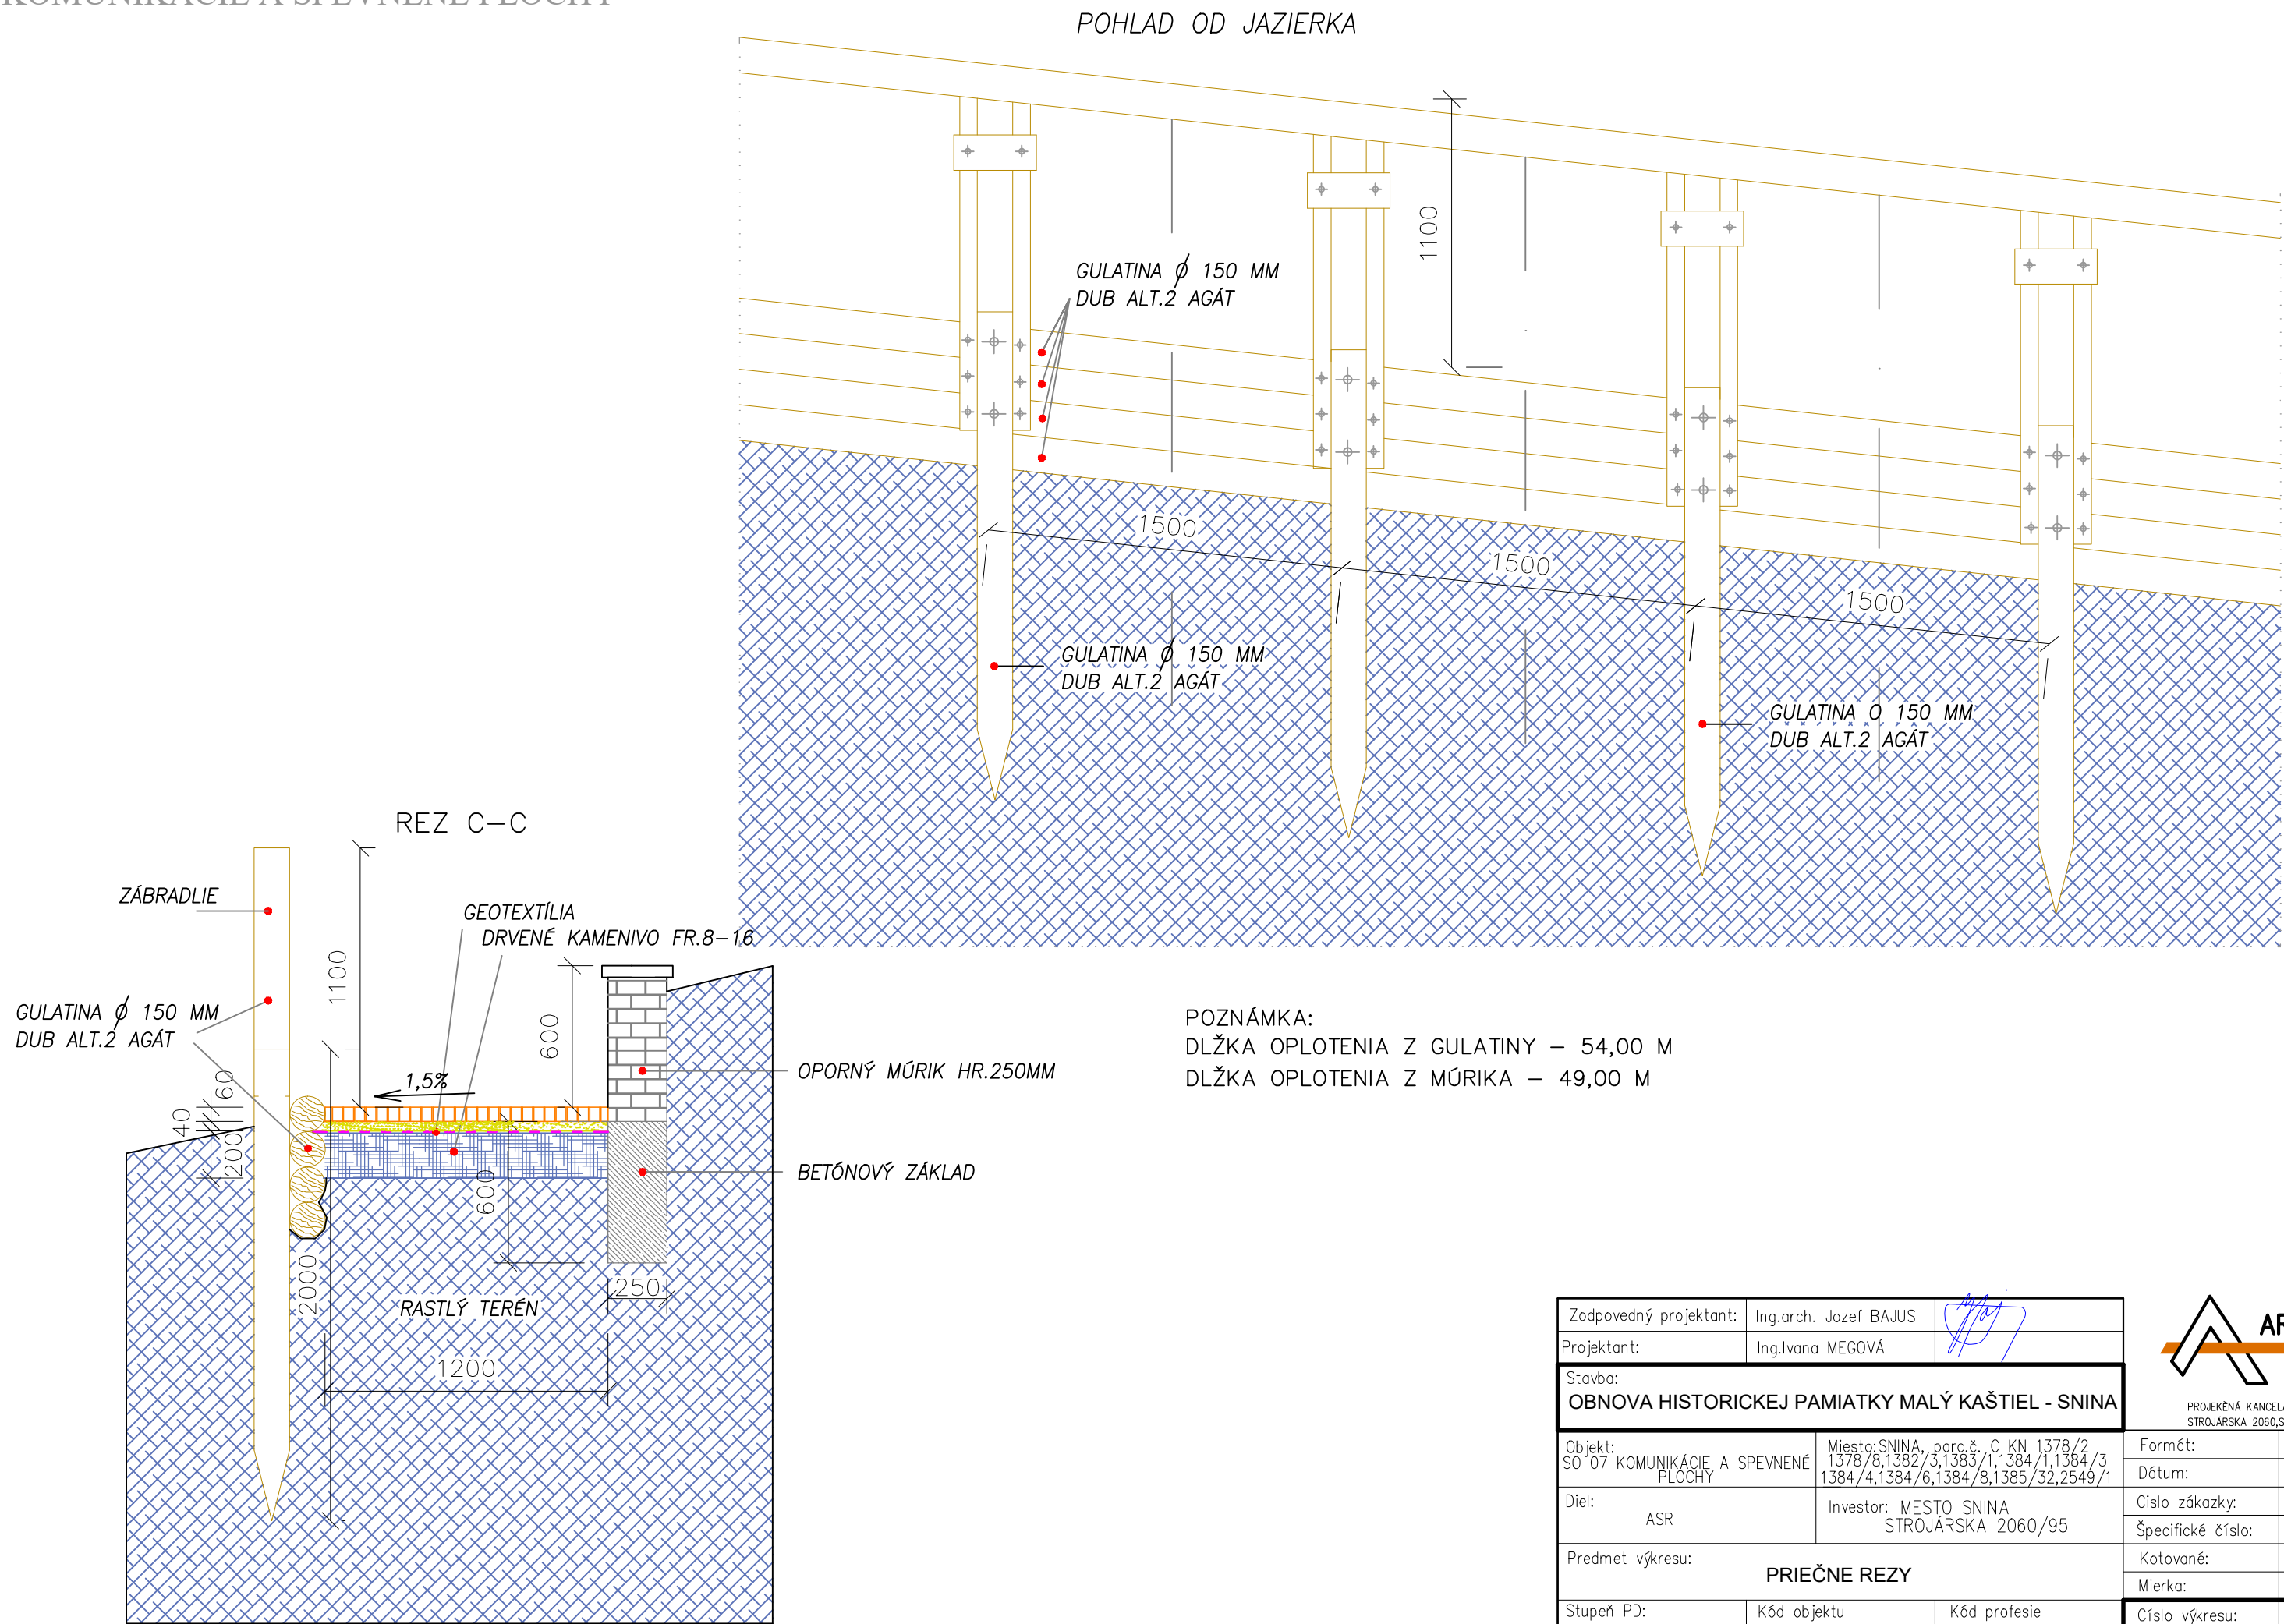 KOMUNIKÁCIE A SPEVNENÉ PLOCHY
POHLAD OD JAZIERKA
1100
GULATINA Ø 150 MM
DUB ALT.2 AGÁT
1500
1500
1500
GULATINA Ø 150 MM
DUB ALT.2 AGÁT
GULATINA O 150 MM
DUB ALT.2 AGÁT
REZ C-C
ZÁBRADLIE
GEOTEXTÍLIA
DRVENÉ KAMENIVO FR.8-16
1100
600
GULATINA Ø 150 MM
DUB ALT.2 AGÁT
1,5%
60
40
200
600
2000
OPORNÝ MÚRIK HR.250MM
BETÓNOVÝ ZÁKLAD
250
RASTLÝ TERÉN
1200
POZNÁMKA:
DLŽKA OPLOTENIA Z GULATINY - 54,00 M
DLŽKA OPLOTENIA Z MÚRIKA - 49,00 M
Zodpovedný projektant: Ing.arch. Jozef BAJUS
Projektant: Ing.Ivana MEGOVÁ
Stavba:
OBNOVA HISTORICKEJ PAMIATKY MALÝ KAŠTIEL - SNINA
Objekt:
SO 07 KOMUNIKÁCIE A SPEVNENÉ
PLOCHY
Miesto:SNINA, parc.č. C KN 1378/2
1378/8,1382/3,1383/1,1384/1,1384/3
1384/4,1384/6,1384/8,1385/32,2549/1
Diel:
ASR
Investor: MESTO SNINA
STROJÁRSKA 2060/95
Predmet výkresu:
PRIEČNE REZY
Stupeň PD:
Kód objektu
Kód profesie
AR
STROJÁRSKA 2060,S
Formát:
Dátum:
Cislo zákazky:
Špecifické číslo:
Kotované:
Mierka:
Císlo výkresu: